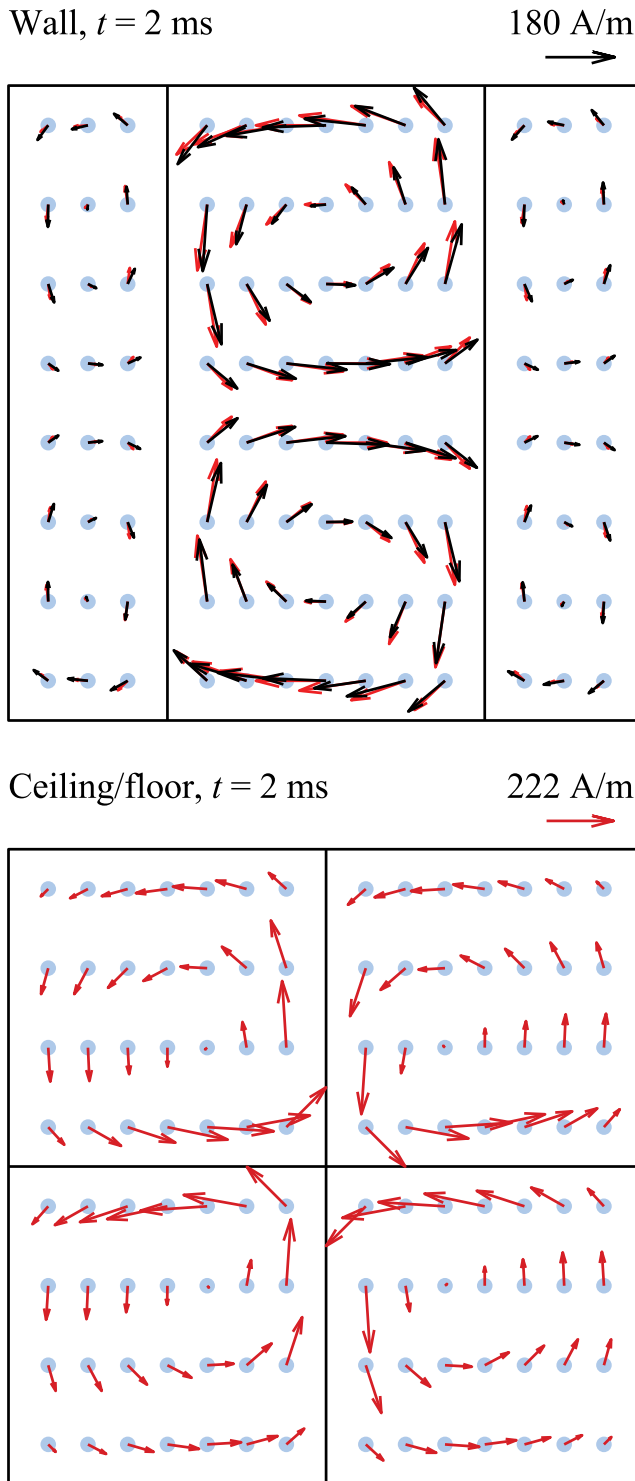 Wall, t = 2 ms 180 A/m
Ceiling/floor, t = 2 ms 222 A/m